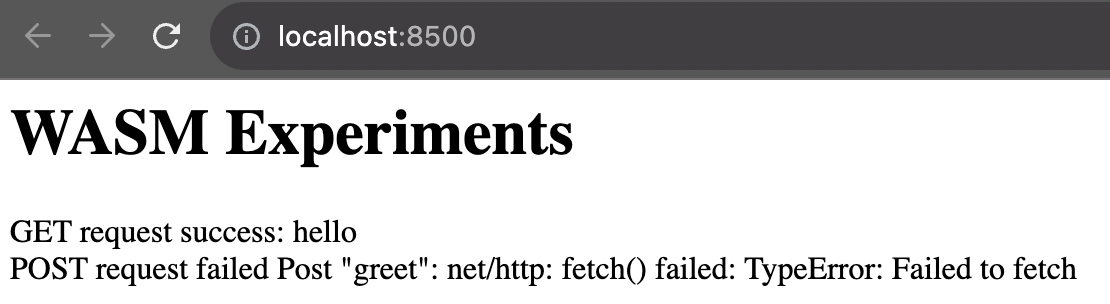 localhost:8500
WASM Experiments
GET request success: hello
POST request failed Post "greet": net/http: fetch() failed: TypeError: Failed to fetch